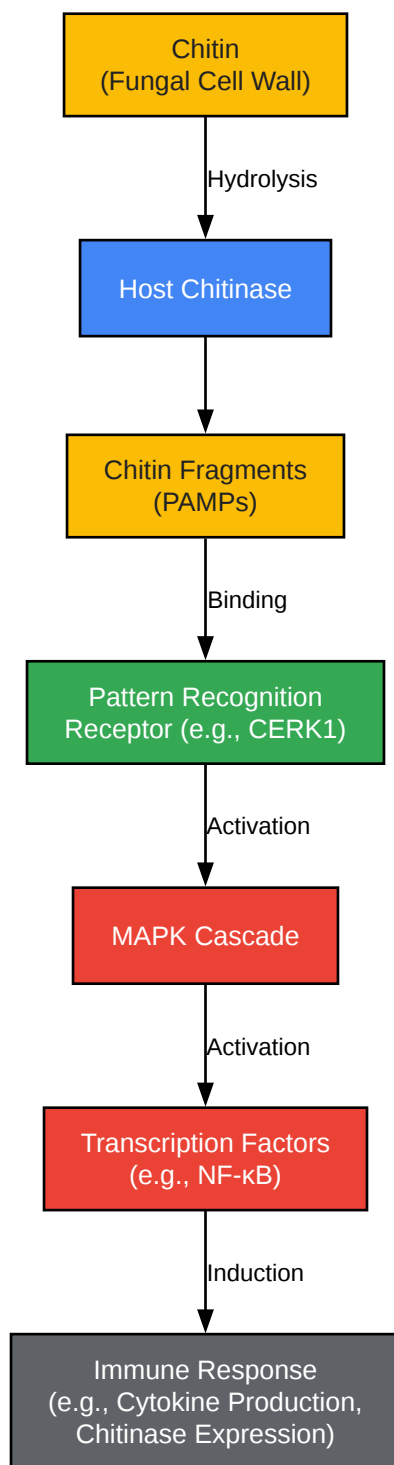 Chitin
(Fungal Cell Wall)
Hydrolysis
Host Chitinase
Chitin Fragments
(PAMPs)
Binding
Pattern Recognition
Receptor (e.g., CERK1)
Activation
MAPK Cascade
Activation
Transcription Factors
(e.g., NF-κB)
Induction
Immune Response
(e.g., Cytokine Production,
Chitinase Expression)